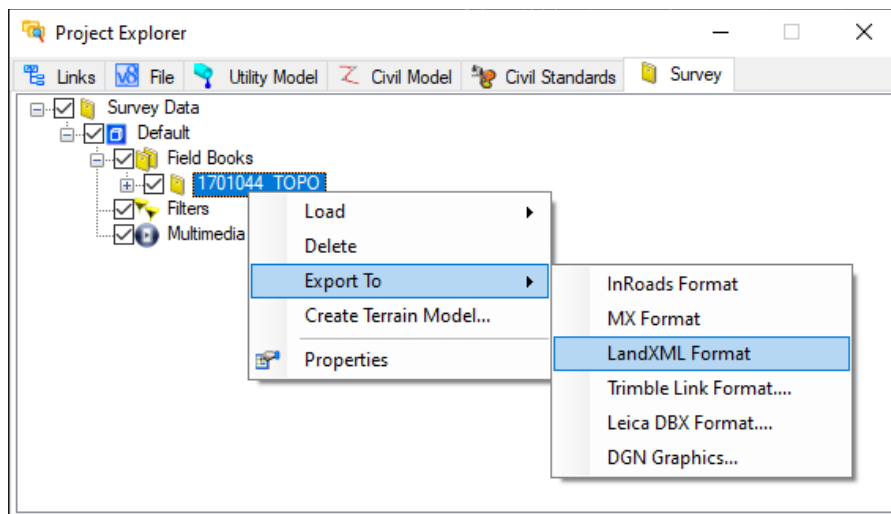 Project Explorer
Links File Utility Model Civil Model Civil Standards Survey
Survey Data
Default
Field Books
1701044_TOPO
Filters
Multimedia
Load
Delete
Export To
Create Terrain Model...
Properties
InRoads Format
MX Format
LandXML Format
Trimble Link Format....
Leica DBX Format....
DGN Graphics...